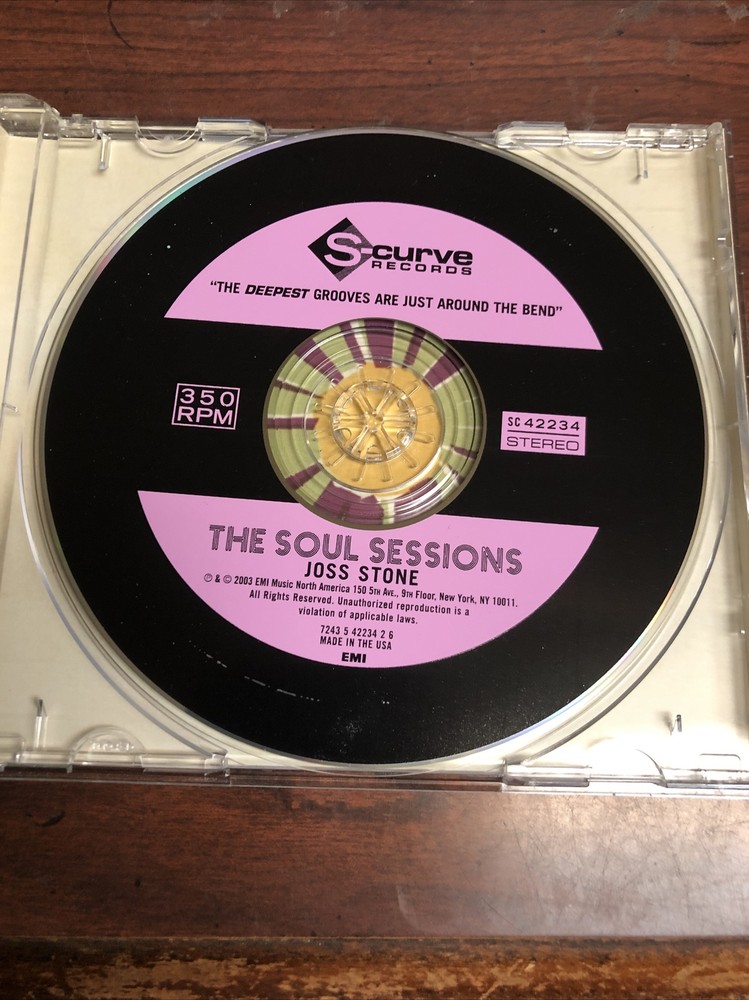 S-curve
RECORDS
"THE DEEPEST GROOVES ARE JUST AROUND THE BEND"
350
RPM
SC 42234
STEREO
THE SOUL SESSIONS
JOSS STONE
℗ & © 2003 EMI Music North America 150 5TH AVE., 9TH Floor, New York, NY 10011.
All Rights Reserved. Unauthorized reproduction is a
violation of applicable laws.
7243 5 42234 2 6
MADE IN THE USA
EMI